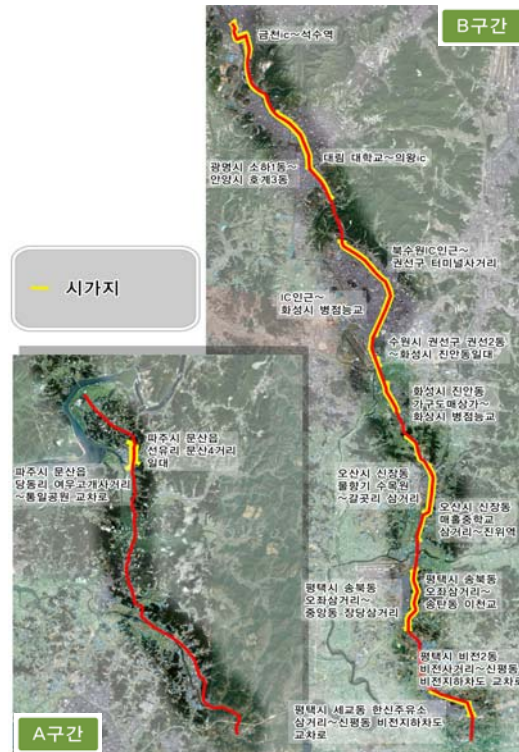 B구간
금천ic~석수역
대림 대학교~의왕ic
광명시 소하1동~
안양시 호계3동
북수원IC인근~
권선구 터미널사거리
시가지
IC인근~
화성시 병점능교
수원시 권선구 권선2동
~화성시 진안동일대
화성시 진안동
가구도매상가~
화상시 병점능교
파주시 문산읍
선유리 문산4거리
일대
파주시 문산읍
당동리 여우고개사거리
~통일공원 교차로
오산시 신장동
물향기 수목원
~갈곶리 삼거리
오산시 신장동
매홀중학교
삼거리~진위역
평택시 송북동
오좌삼거리~
중앙동 장당삼거리
평택시 송북동
오좌삼거리~
송탄동 이천교
평택시 비전2동
비전사거리~신평동
비전지하차도 교차로
평택시 세교동 한신주유소
삼거리~신평동 비전지하차도
교차로
A구간